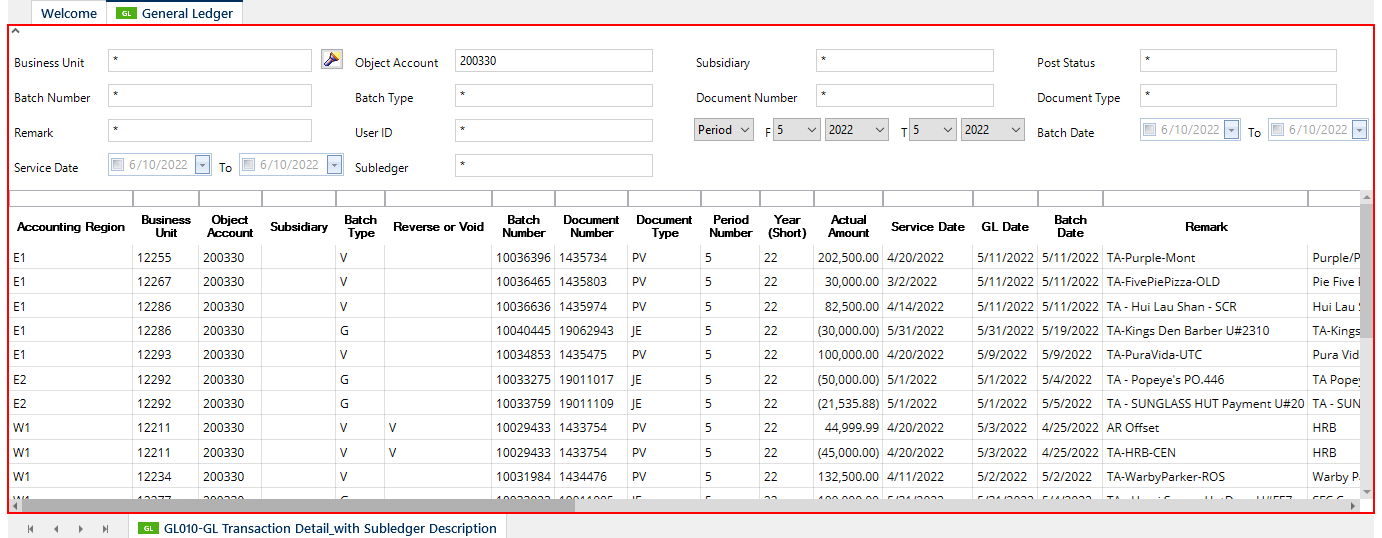 Welcome GL General Ledger
Business Unit * Object Account 200330 Subsidiary * Post Status *
Batch Number * Batch Type * Document Number * Document Type *
Remark * User ID * Period F 5 2022 T 5 2022 Batch Date 6/10/2022 To 6/10/2022
Service Date 6/10/2022 To 6/10/2022 Subledger *
Accounting Region Business Unit Object Account Subsidiary Batch Type Reverse or Void Batch Number Document Number Document Type Period Number Year (Short) Actual Amount Service Date GL Date Batch Date Remark
E1 12255 200330 V 10036396 1435734 PV 5 22 202,500.00 4/20/2022 5/11/2022 5/11/2022 TA-Purple-Mont Purple/P
E1 12267 200330 V 10036465 1435803 PV 5 22 30,000.00 3/2/2022 5/11/2022 5/11/2022 TA-FivePiePizza-OLD Pie Five
E1 12286 200330 V 10036636 1435974 PV 5 22 82,500.00 4/14/2022 5/11/2022 5/11/2022 TA - Hui Lau Shan - SCR Hui Lau
E1 12286 200330 G 10040445 19062943 JE 5 22 (30,000.00) 5/31/2022 5/31/2022 5/19/2022 TA-Kings Den Barber U#2310 TA-Kings
E1 12293 200330 V 10034853 1435475 PV 5 22 100,000.00 4/20/2022 5/9/2022 5/9/2022 TA-PuraVida-UTC Pura Vid
E2 12292 200330 G 10033275 19011017 JE 5 22 (50,000.00) 5/1/2022 5/1/2022 5/4/2022 TA - Popeye's PO.446 TA Pope
E2 12292 200330 G 10033759 19011109 JE 5 22 (21,535.88) 5/1/2022 5/1/2022 5/5/2022 TA - SUNGLASS HUT Payment U#20 TA - SUN
W1 12211 200330 V V 10029433 1433754 PV 5 22 44,999.99 4/20/2022 5/3/2022 4/25/2022 AR Offset HRB
W1 12211 200330 V V 10029433 1433754 PV 5 22 (45,000.00) 4/20/2022 5/3/2022 4/25/2022 TA-HRB-CEN HRB
W1 12234 200330 V 10031984 1434476 PV 5 22 132,500.00 4/11/2022 5/2/2022 5/2/2022 TA-WarbyParker-ROS Warby P
GL GL010-GL Transaction Detail_with Subledger Description